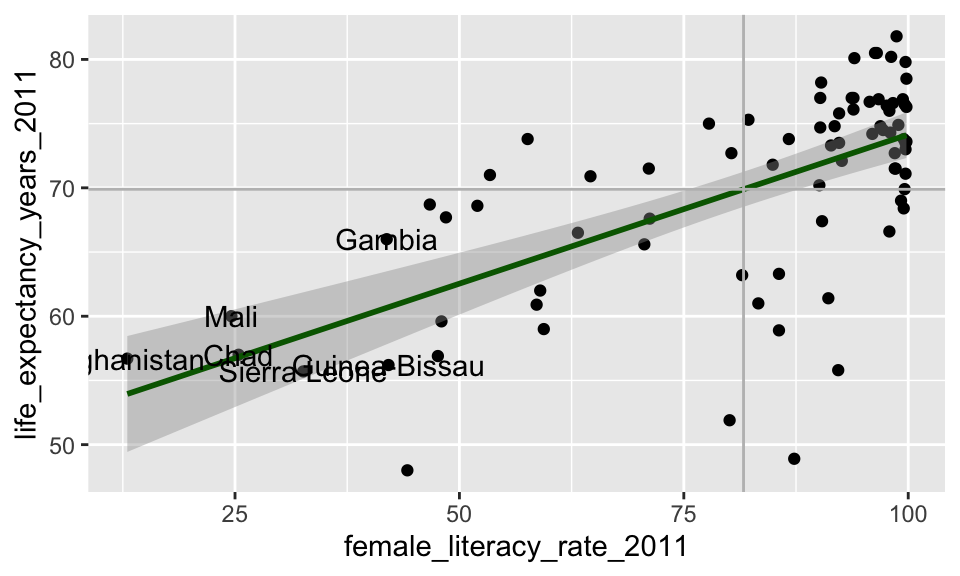 life_expectancy_years_2011
80
70
60
50
Gambia
Mali
ghanistan
Chad
Sierra Leone
Guinea-Bissau
25
50
75
100
female_literacy_rate_2011